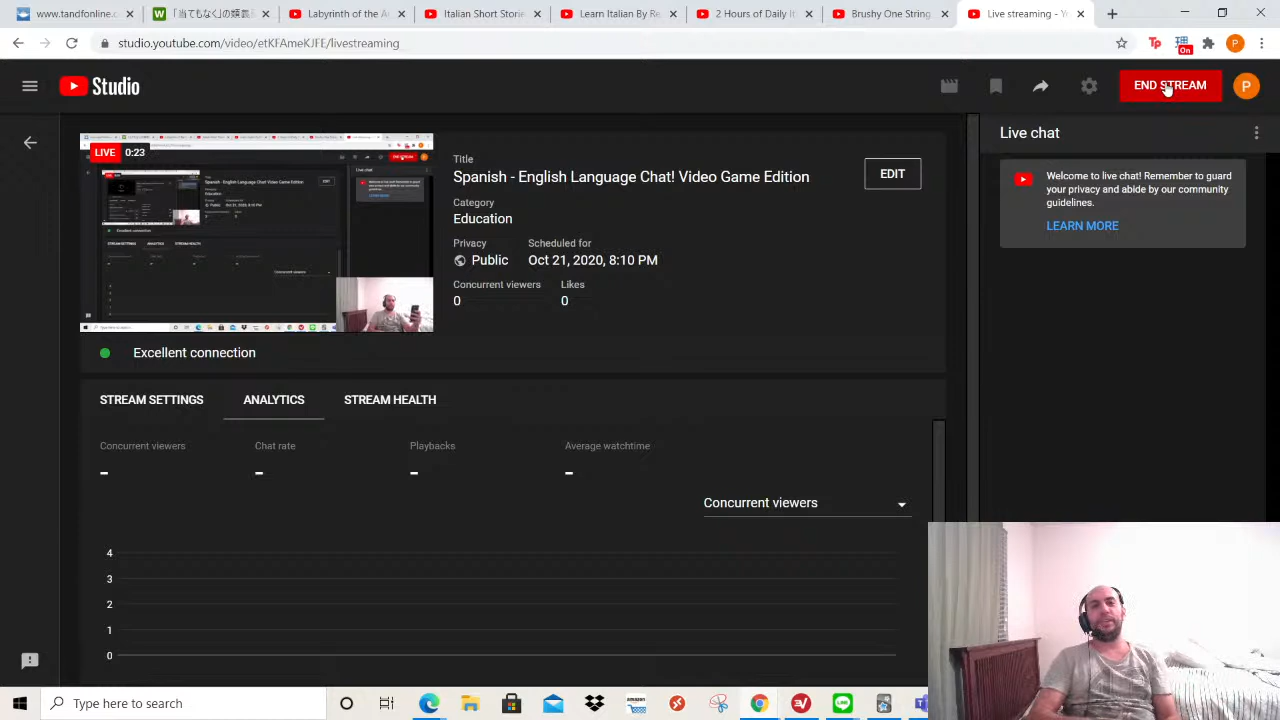 www.tandfonline.c
「当てもなく」の類義
Labyrinth of the A
Italian Short Storie
Learn Italian By Re
4 Hours of Daily It
Brushy One String
Live streaming - Y
studio.youtube.com/video/etKfAmeKJFE/livestreaming
On
P
Studio
END STREAM
P
LIVE 0:23
Title
Spanish - English Language Chat! Video Game Edition
EDIT
Category
Education
Privacy
Scheduled for
Public
Oct 21, 2020, 8:10 PM
Concurrent viewers
Likes
0
0
Excellent connection
Live chat
Welcome to live chat! Remember to guard
your privacy and abide by our community
guidelines.
LEARN MORE
STREAM SETTINGS
ANALYTICS
STREAM HEALTH
Concurrent viewers
Chat rate
Playbacks
Average watchtime
–
–
–
–
Concurrent viewers
4
3
2
1
0
Type here to search
amazon
LINE